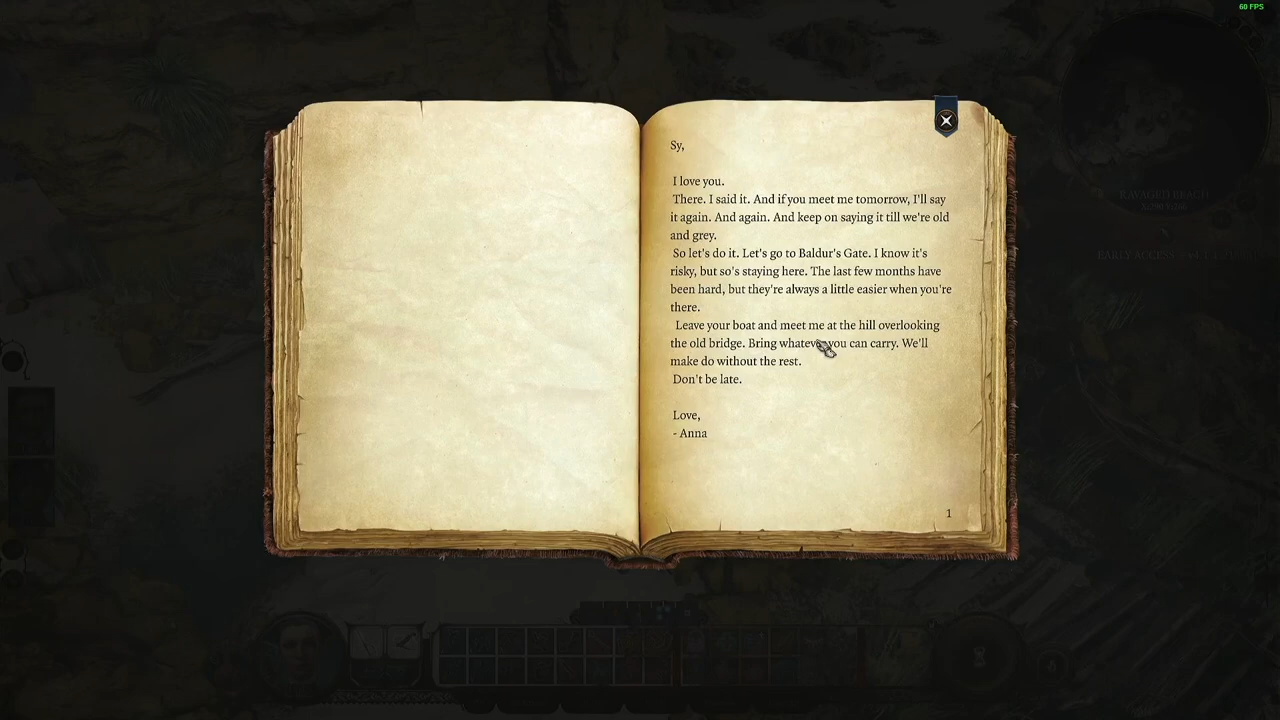 60 FPS
Sy,
I love you.
There. I said it. And if you meet me tomorrow, I'll say
it again. And again. And keep on saying it till we're old
and grey.
So let's do it. Let's go to Baldur's Gate. I know it's
risky, but so's staying here. The last few months have
been hard, but they're always a little easier when you're
there.
Leave your boat and meet me at the hill overlooking
the old bridge. Bring whatever you can carry. We'll
make do without the rest.
Don't be late.
Love,
- Anna
1
RAVAGED BEACH
EARLY ACCESS